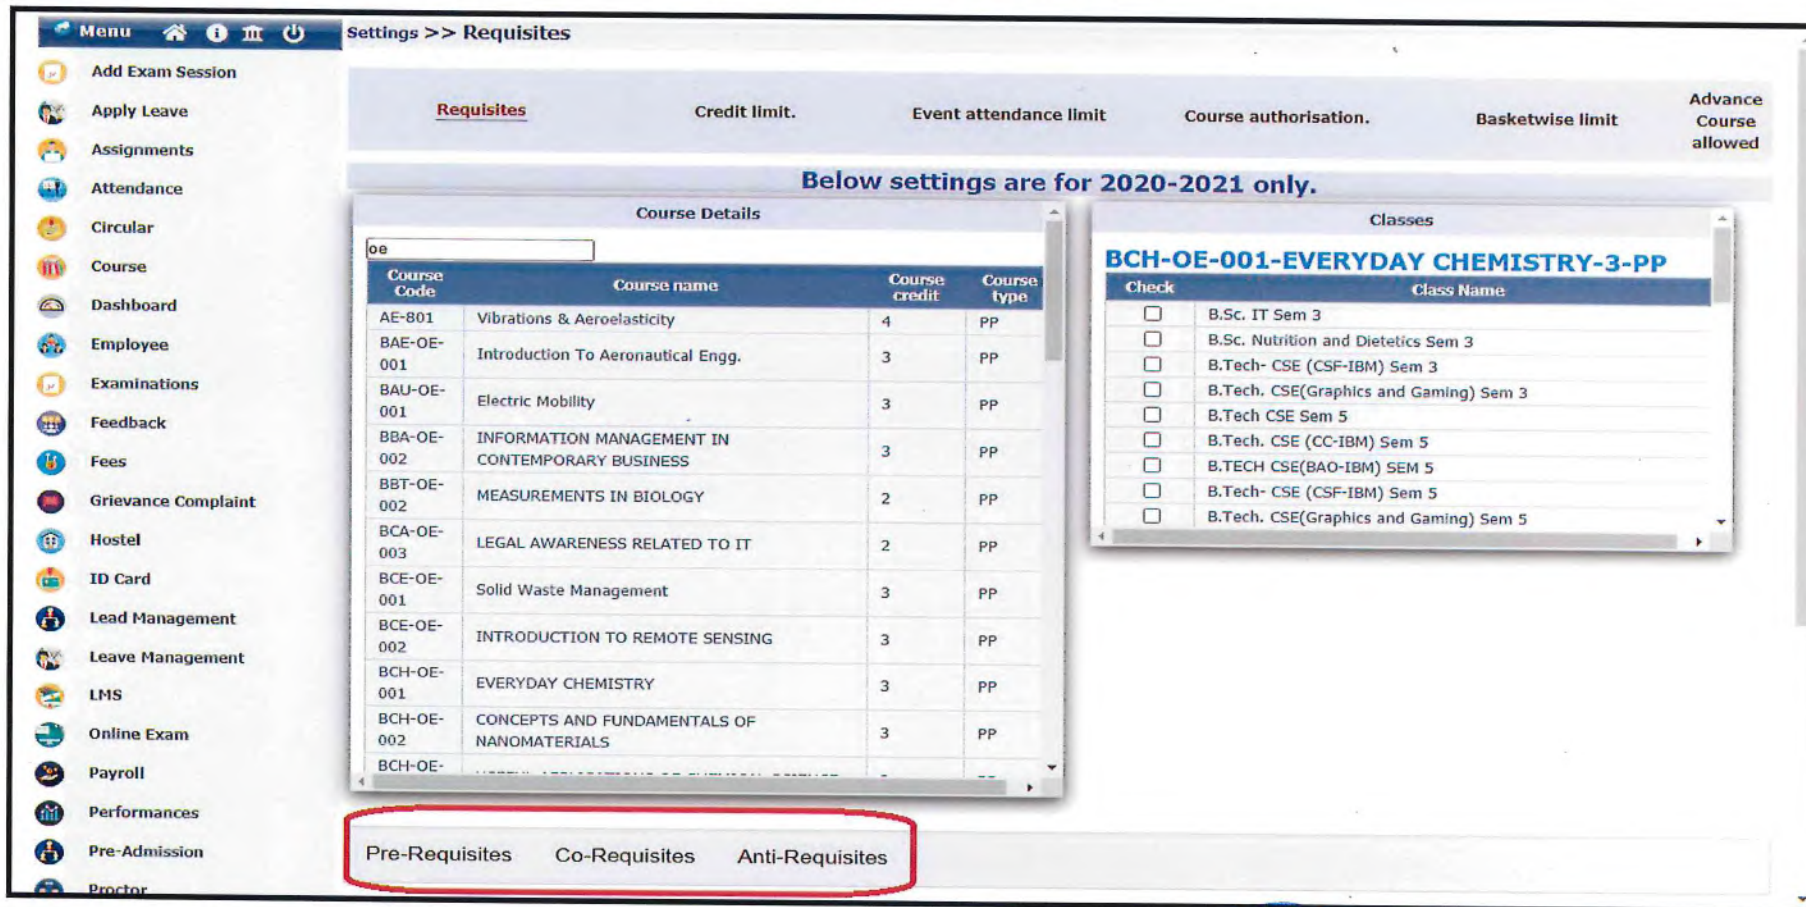 Menu
Settings >> Requisites
Add Exam Session
Apply Leave
Assignments
Attendance
Circular
Course
Dashboard
Employee
Examinations
Feedback
Fees
Grievance Complaint
Hostel
ID Card
Lead Management
Leave Management
LMS
Online Exam
Payroll
Performances
Pre-Admission
Proctor
Requisites Credit limit. Event attendance limit Course authorisation. Basketwise limit Advance Course allowed
Below settings are for 2020-2021 only.
Course Details
oe
Course Code Course name Course credit Course type
AE-801 Vibrations & Aeroelasticity 4 PP
BAE-OE-001 Introduction To Aeronautical Engg. 3 PP
BAU-OE-001 Electric Mobility 3 PP
BBA-OE-002 INFORMATION MANAGEMENT IN CONTEMPORARY BUSINESS 3 PP
BBT-OE-002 MEASUREMENTS IN BIOLOGY 2 PP
BCA-OE-003 LEGAL AWARENESS RELATED TO IT 2 PP
BCE-OE-001 Solid Waste Management 3 PP
BCE-OE-002 INTRODUCTION TO REMOTE SENSING 3 PP
BCH-OE-001 EVERYDAY CHEMISTRY 3 PP
BCH-OE-002 CONCEPTS AND FUNDAMENTALS OF NANOMATERIALS 3 PP
BCH-OE-
Classes
BCH-OE-001-EVERYDAY CHEMISTRY-3-PP
Check Class Name
B.Sc. IT Sem 3
B.Sc. Nutrition and Dietetics Sem 3
B.Tech- CSE (CSF-IBM) Sem 3
B.Tech. CSE(Graphics and Gaming) Sem 3
B.Tech CSE Sem 5
B.Tech. CSE (CC-IBM) Sem 5
B.TECH CSE(BAO-IBM) SEM 5
B.Tech- CSE (CSF-IBM) Sem 5
B.Tech. CSE(Graphics and Gaming) Sem 5
Pre-Requisites Co-Requisites Anti-Requisites